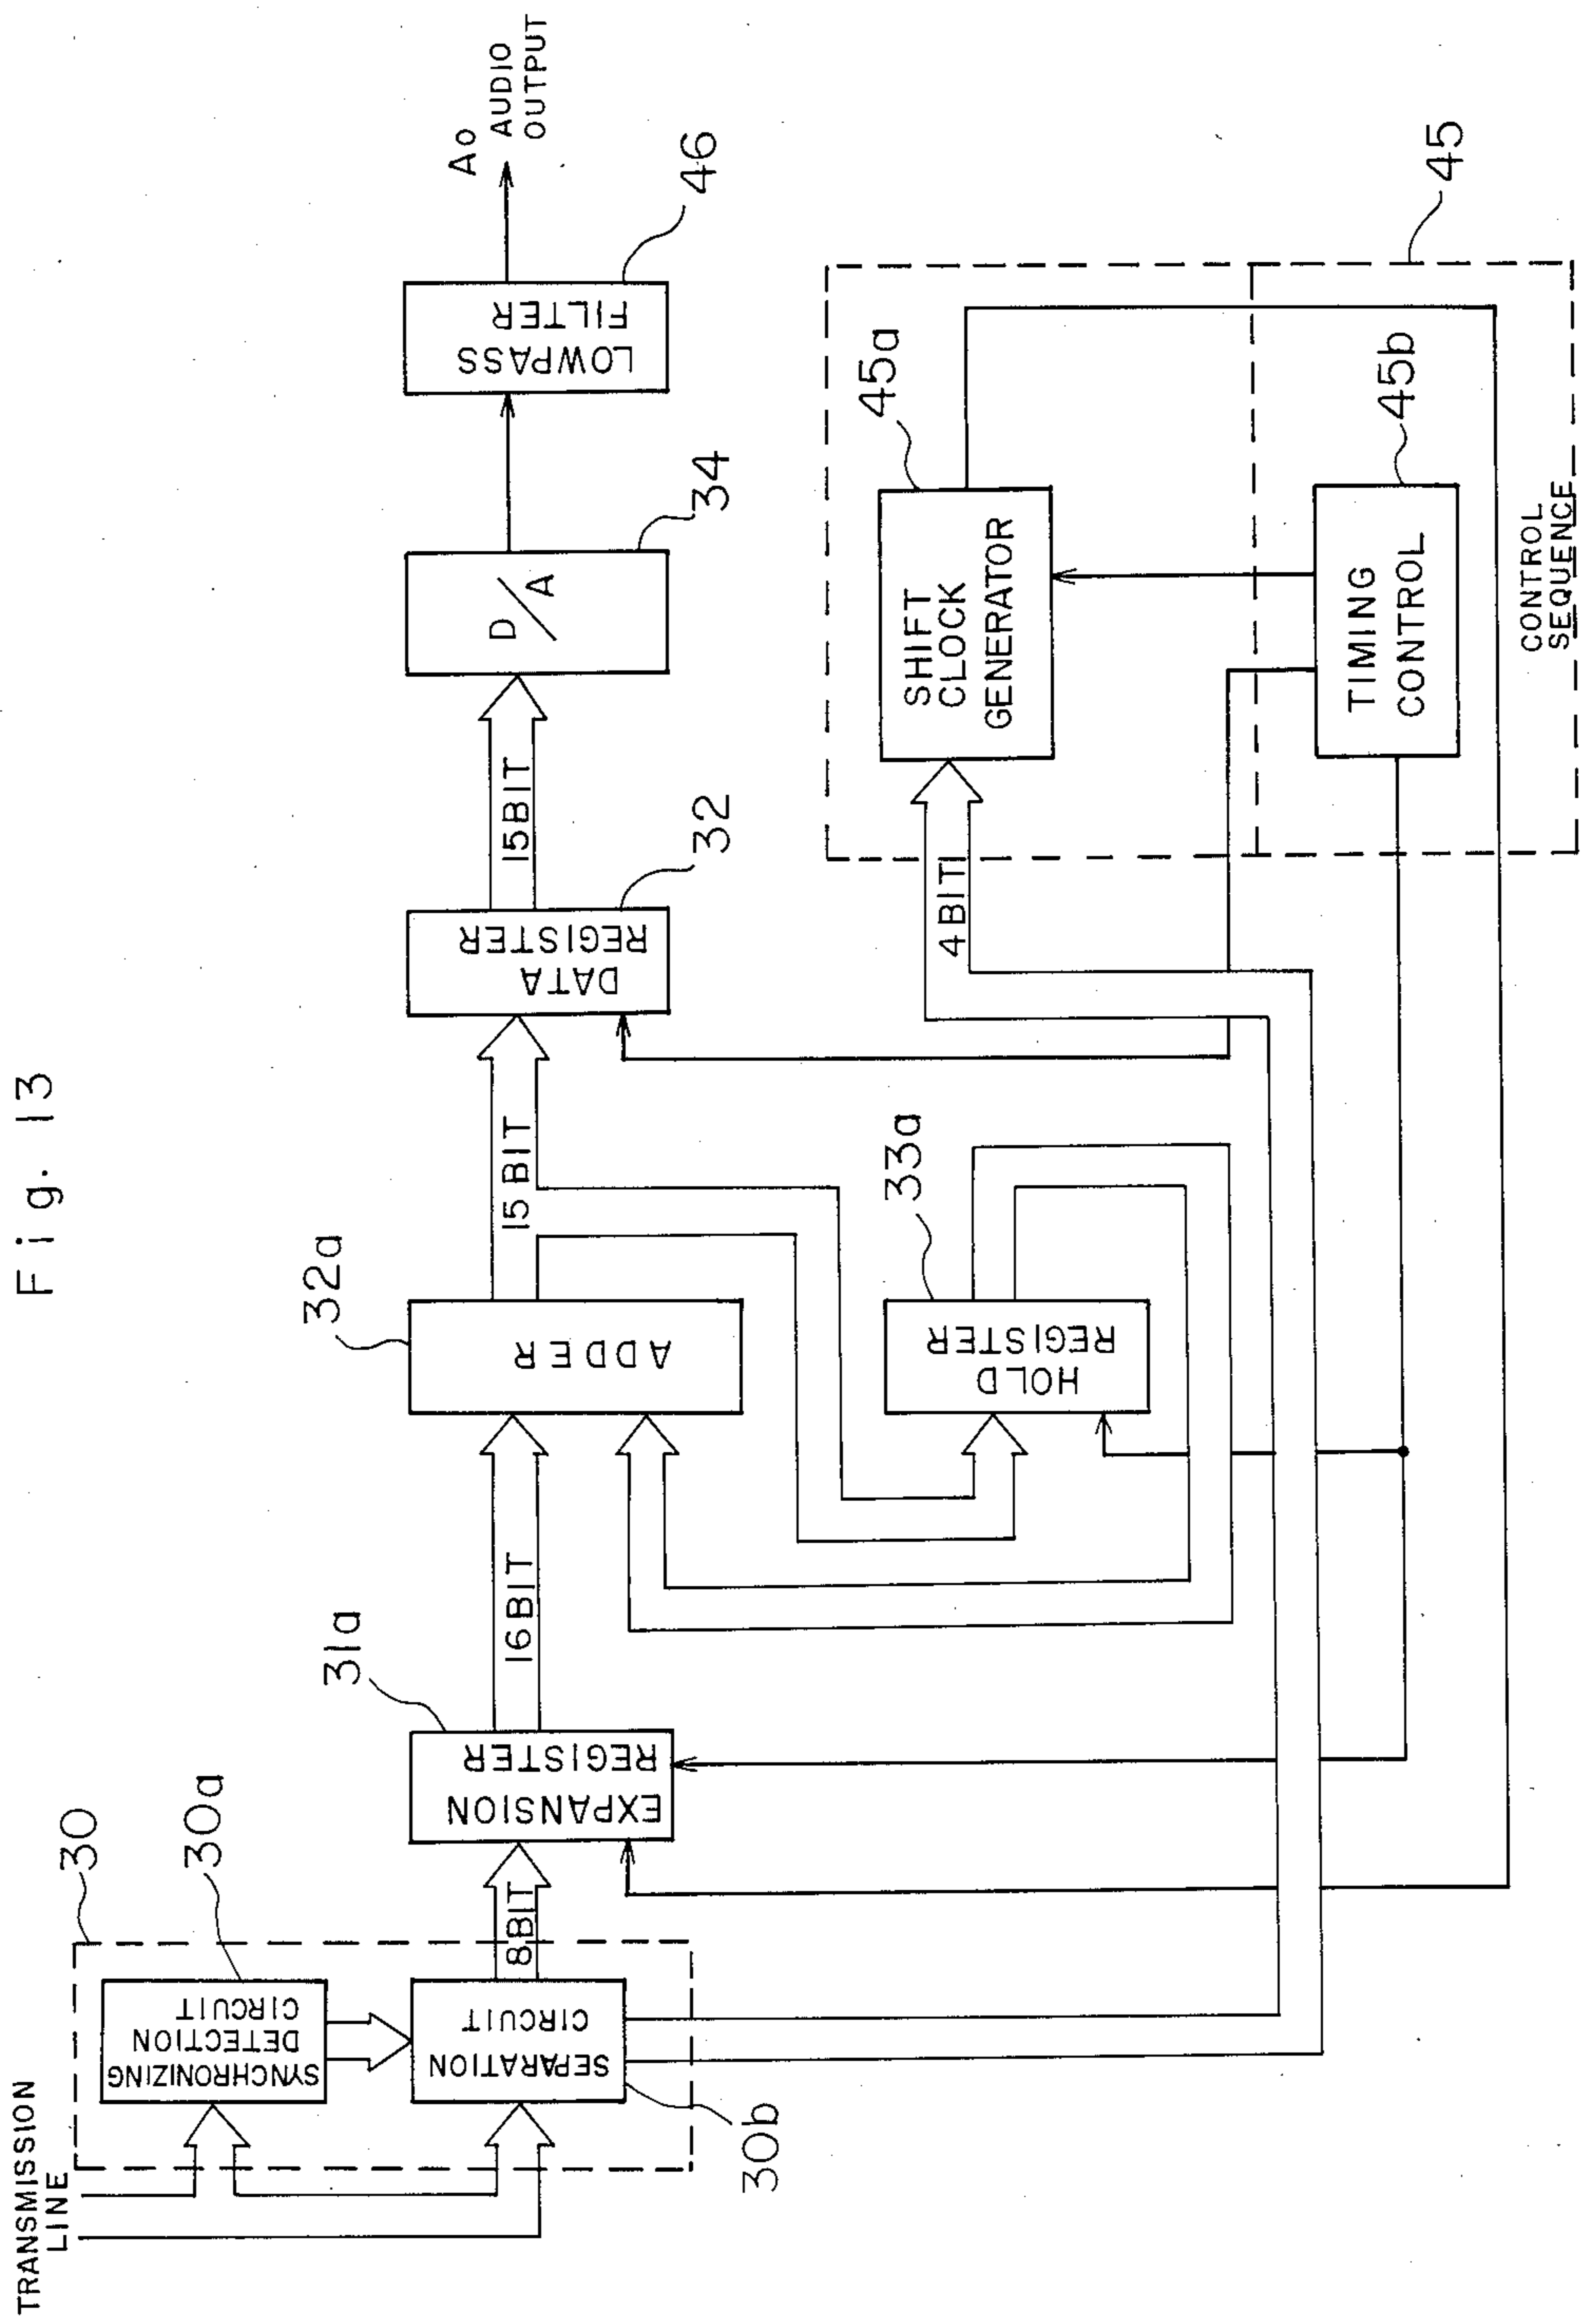 Fig. 13
TRANSMISSION
LINE
30
30a
SYNCHRONIZING
DETECTION
CIRCUIT
SEPARATION
CIRCUIT
30b
8BIT
31a
EXPANSION
REGISTER
16BIT
32a
ADDER
15BIT
33a
HOLD
REGISTER
DATA
REGISTER
32
15BIT
D/A
34
LOWPASS
FILTER
46
Ao
AUDIO
OUTPUT
4BIT
45a
SHIFT
CLOCK
GENERATOR
45b
TIMING
CONTROL
45
CONTROL
SEQUENCE